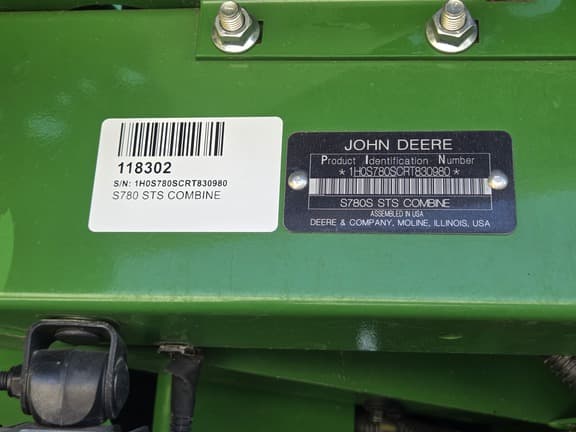 118302
S/N: 1H0S780SCRT830980
S780 STS COMBINE
JOHN DEERE
Product Identification Number
*1H0S780SCRT830980*
S780S STS COMBINE
ASSEMBLED IN USA
DEERE & COMPANY, MOLINE, ILLINOIS, USA